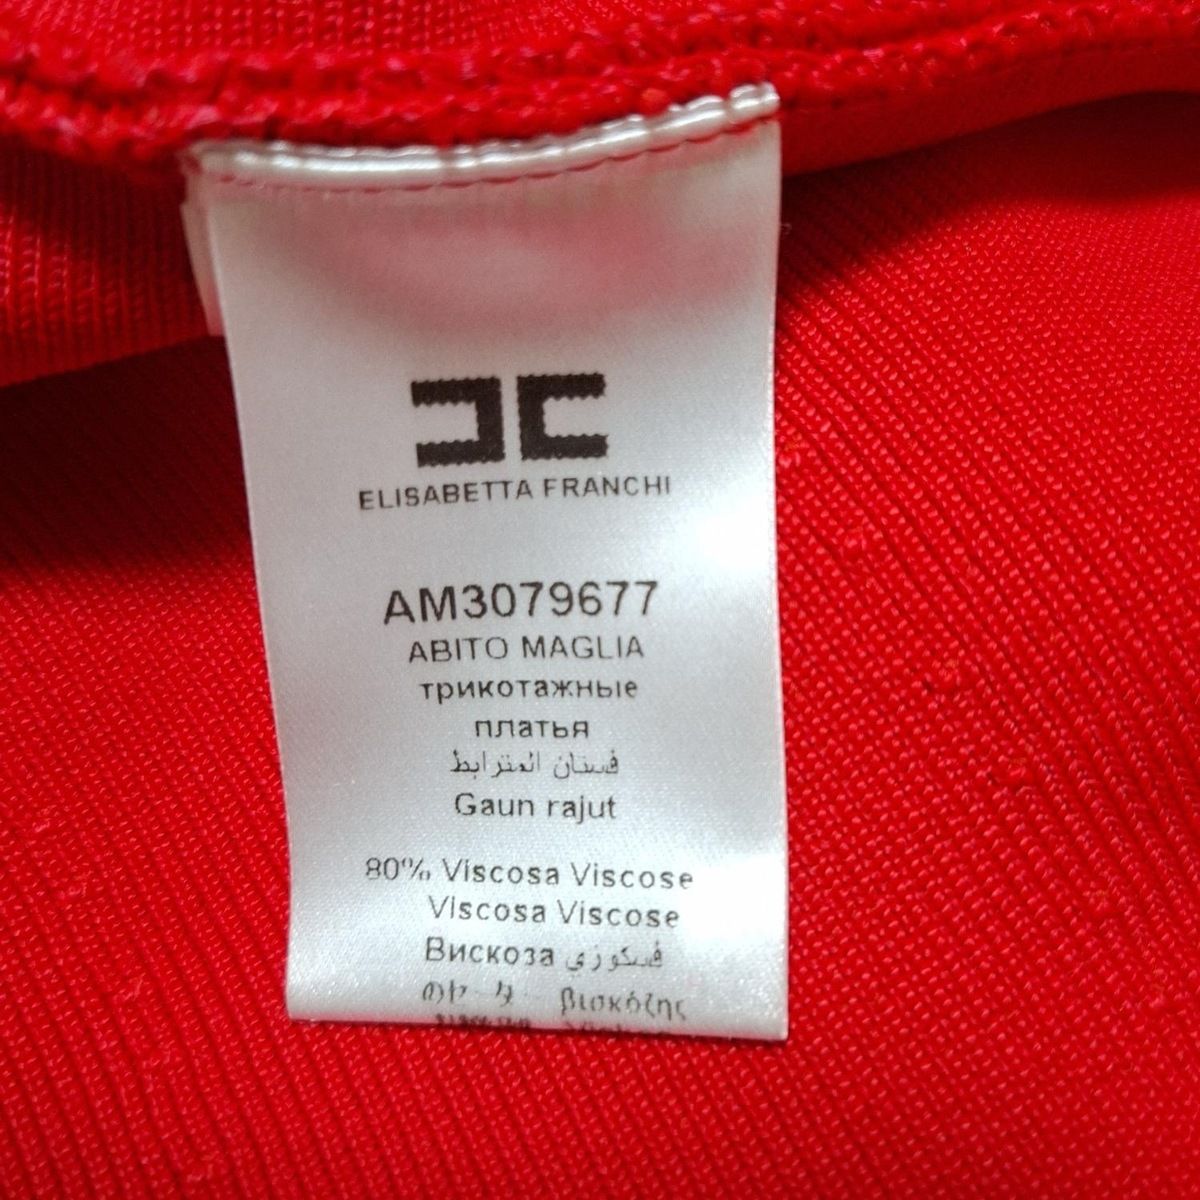 ELISABETTA FRANCHI
AM3079677
ABITO MAGLIA
трикотажные
платья
فستان المترابط
Gaun rajut
80% Viscosa Viscose
Viscosa Viscose
Вискоза فسكوزي
βισκόζης